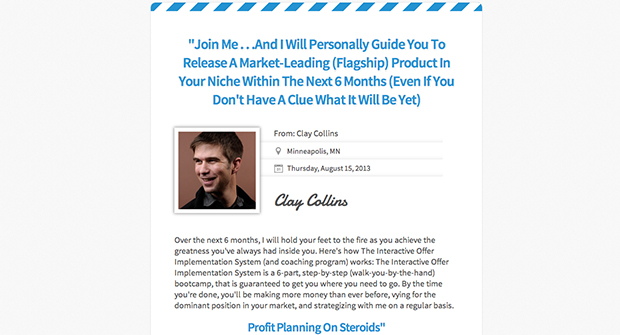 "Join Me . . .And I Will Personally Guide You To
Release A Market-Leading (Flagship) Product In
Your Niche Within The Next 6 Months (Even If You
Don't Have A Clue What It Will Be Yet)
From: Clay Collins
Minneapolis, MN
Thursday, August 15, 2013
Clay Collins
Over the next 6 months, I will hold your feet to the fire as you achieve the
greatness you've always had inside you. Here's how The Interactive Offer
Implementation System (and coaching program) works: The Interactive Offer
Implementation System is a 6-part, step-by-step (walk-you-by-the-hand)
bootcamp, that is guaranteed to get you where you need to go. By the time
you're done, you'll be making more money than ever before, vying for the
dominant position in your market, and strategizing with me on a regular basis.
Profit Planning On Steroids"